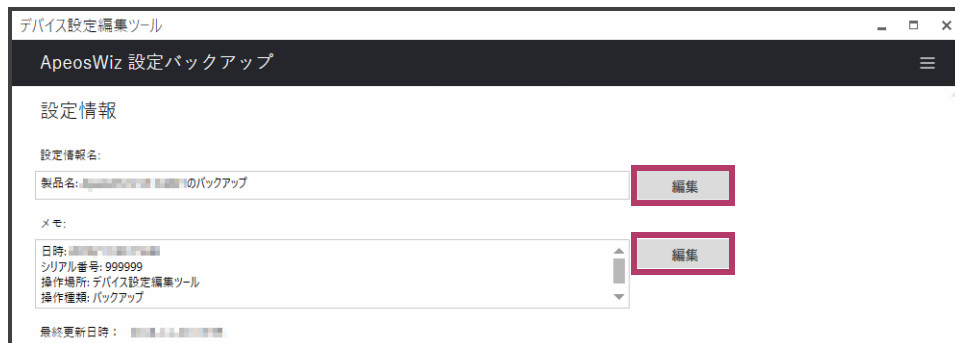 デバイス設定編集ツール
ApeosWiz 設定バックアップ
設定情報
設定情報名:
製品名: のバックアップ
編集
メモ:
日時:
シリアル番号: 999999
操作場所: デバイス設定編集ツール
操作種類: バックアップ
編集
最終更新日時：